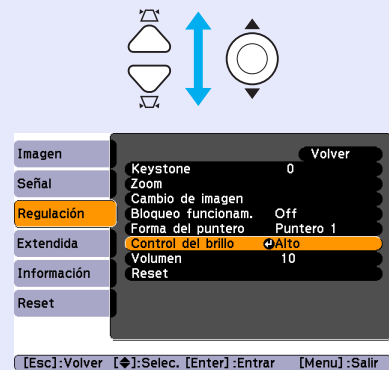 Volver
Imagen
Señal
Regulación
Extendida
Información
Reset
Keystone 0
Zoom
Cambio de imagen
Bloqueo funcionam. Off
Forma del puntero Puntero 1
Control del brillo Alto
Volumen 10
Reset
[Esc]:Volver [◆]:Selec. [Enter]:Entrar [Menu]:Salir